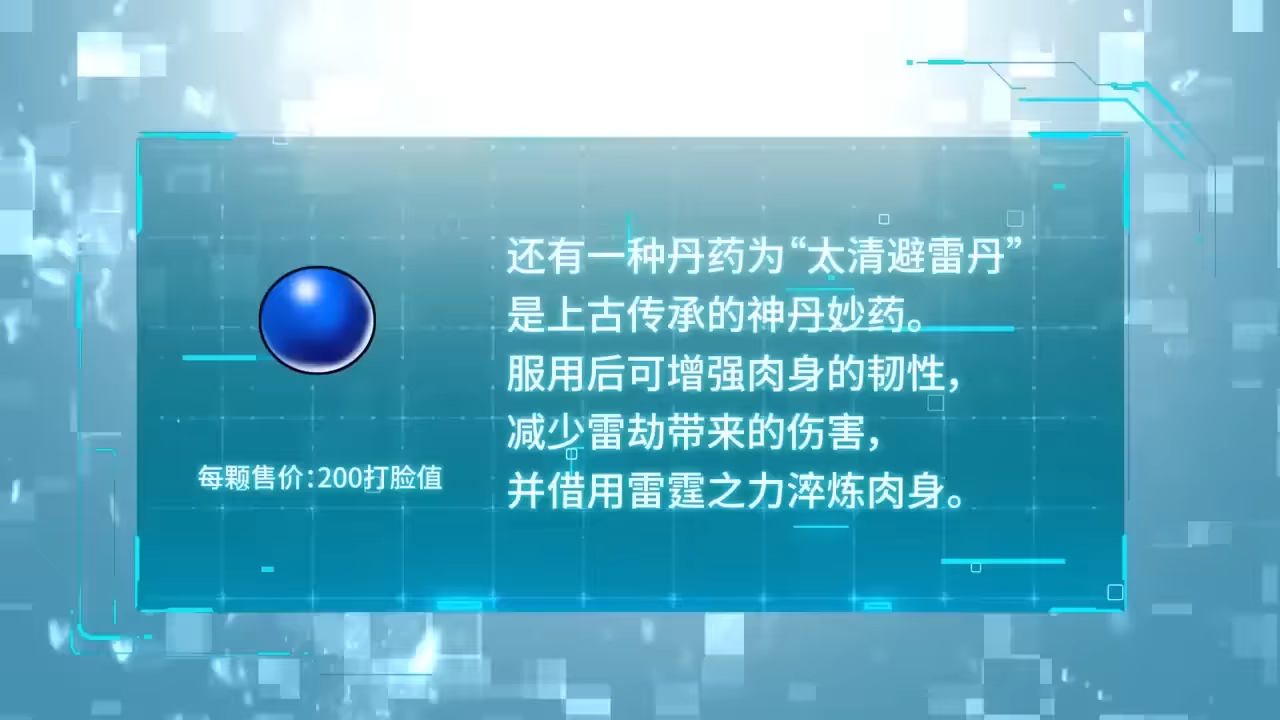 还有一种丹药为“太清避雷丹”
是上古传承的神丹妙药。
服用后可增强肉身的韧性，
减少雷劫带来的伤害，
并借用雷霆之力淬炼肉身。
每颗售价：200打脸值